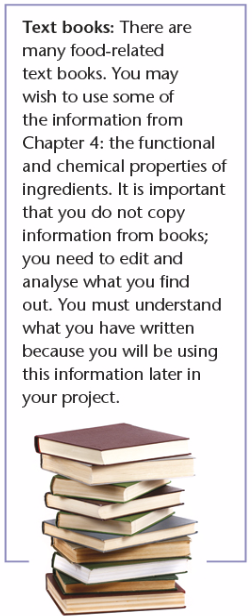 Text books: There are
many food-related
text books. You may
wish to use some of
the information from
Chapter 4: the functional
and chemical properties of
ingredients. It is important
that you do not copy
information from books;
you need to edit and
analyse what you find
out. You must understand
what you have written
because you will be using
this information later in
your project.